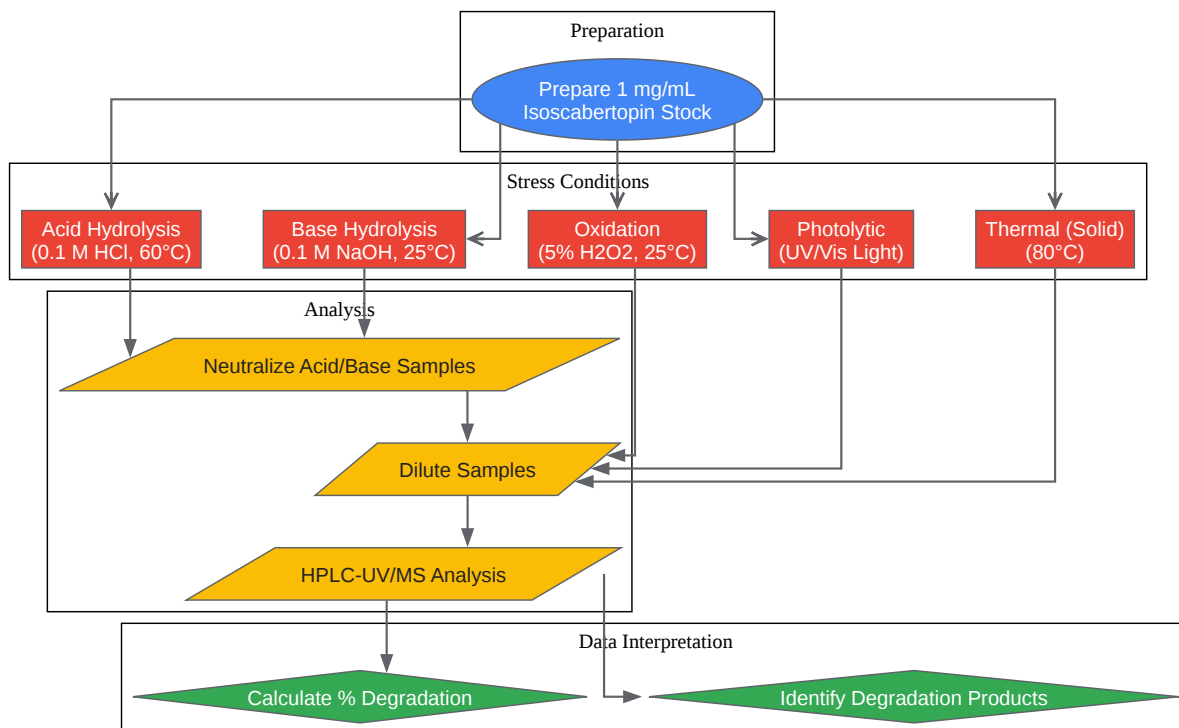 Preparation
Prepare 1 mg/mL
Isoscabertopin Stock
Stress Conditions
Acid Hydrolysis
(0.1 M HCl, 60°C)
Base Hydrolysis
(0.1 M NaOH, 25°C)
Oxidation
(5% H2O2, 25°C)
Photolytic
(UV/Vis Light)
Thermal (Solid)
(80°C)
Analysis
Neutralize Acid/Base Samples
Dilute Samples
HPLC-UV/MS Analysis
Data Interpretation
Calculate % Degradation
Identify Degradation Products